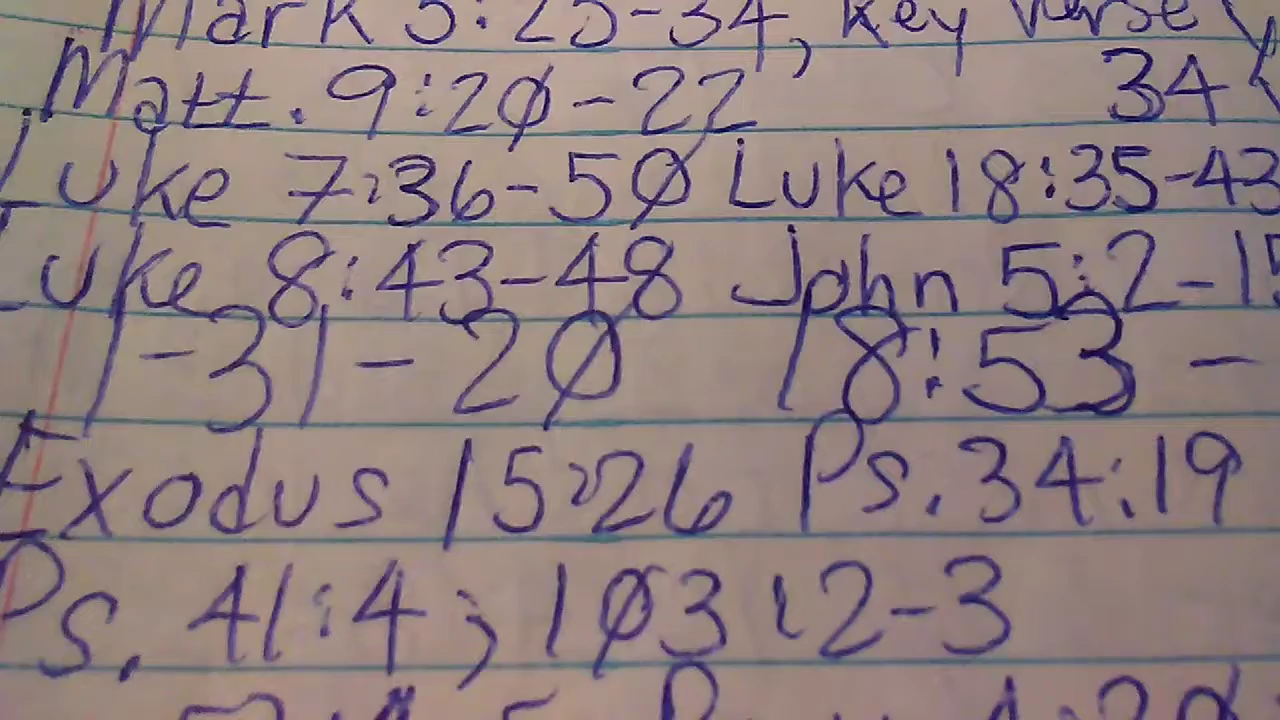 Mark 5:25-34, key verse
Matt. 9:20-22 34
Luke 7:36-50 Luke 18:35-43
Luke 8:43-48 John 5:2-15
1-31-20 18:53 -
Exodus 15:26 Ps. 34:19
Ps. 41:4; 103:2-3